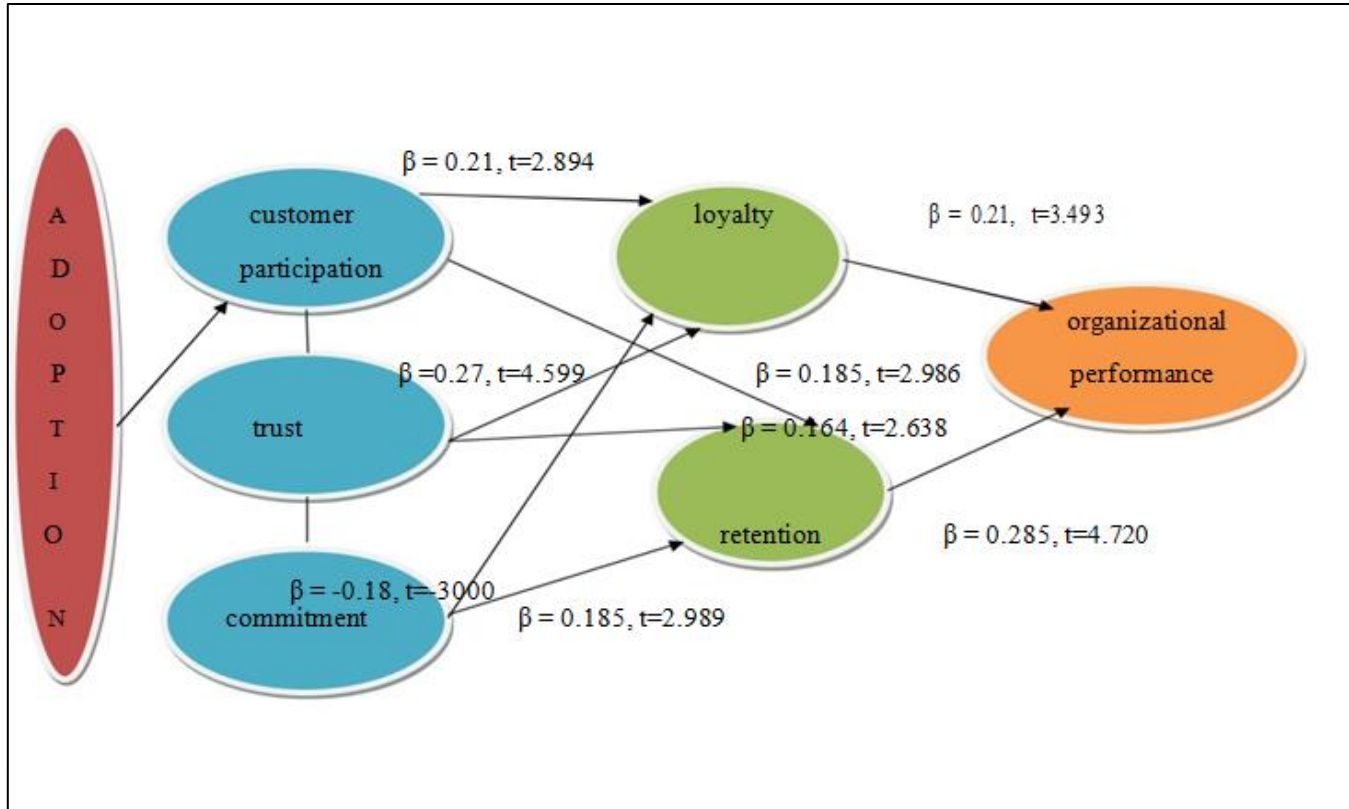 A
D
O
P
T
I
O
N
customer
participation
trust
commitment
loyalty
retention
organizational
performance
β = 0.21, t=2.894
β =0.27, t=4.599
β = -0.18, t=-3000
β = 0.185, t=2.986
β = 0.164, t=2.638
β = 0.185, t=2.989
β = 0.21, t=3.493
β = 0.285, t=4.720